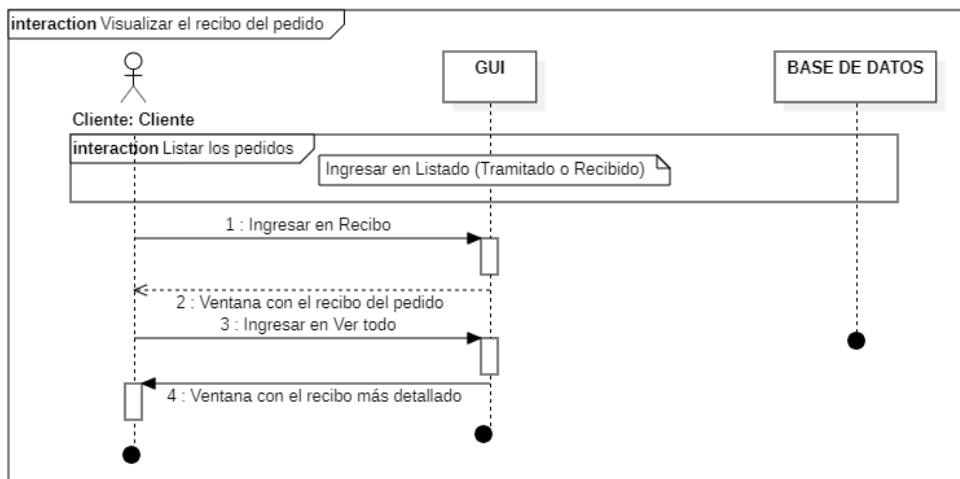 interaction Visualizar el recibo del pedido
GUI
BASE DE DATOS
Cliente: Cliente
interaction Listar los pedidos
Ingresar en Listado (Tramitado o Recibido)
1 : Ingresar en Recibo
2 : Ventana con el recibo del pedido
3 : Ingresar en Ver todo
4 : Ventana con el recibo más detallado